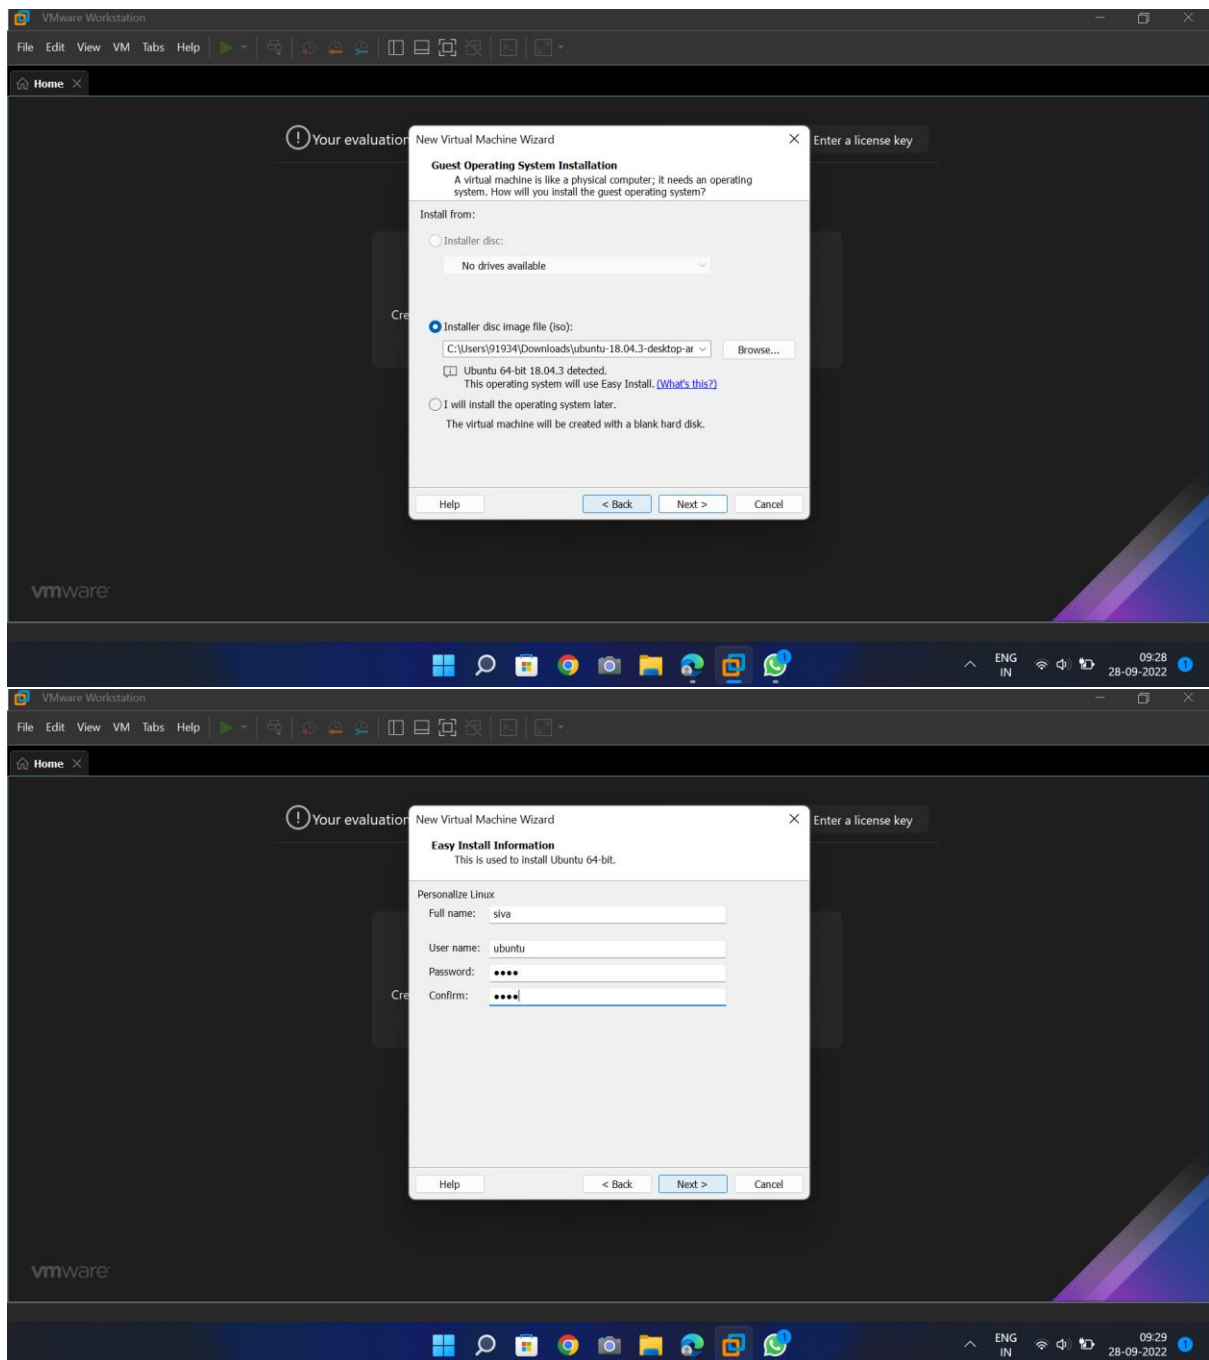 VMware Workstation
File Edit View VM Tabs Help
Home
Your evaluation
Enter a license key
New Virtual Machine Wizard
Guest Operating System Installation
A virtual machine is like a physical computer; it needs an operating
system. How will you install the guest operating system?
Install from:
Installer disc:
No drives available
Cre
Installer disc image file (iso):
C:\Users\91934\Downloads\ubuntu-18.04.3-desktop-ar
Browse...
Ubuntu 64-bit 18.04.3 detected.
This operating system will use Easy Install. (What's this?)
I will install the operating system later.
The virtual machine will be created with a blank hard disk.
Help < Back Next > Cancel
vmware
ENG
IN
09:28
28-09-2022
1
VMware Workstation
File Edit View VM Tabs Help
Home
Your evaluation
Enter a license key
New Virtual Machine Wizard
Easy Install Information
This is used to install Ubuntu 64-bit.
Personalize Linux
Full name: siva
User name: ubuntu
Password: ●●●●
Cre
Confirm: ●●●●
Help < Back Next > Cancel
vmware
ENG
IN
09:29
28-09-2022
1